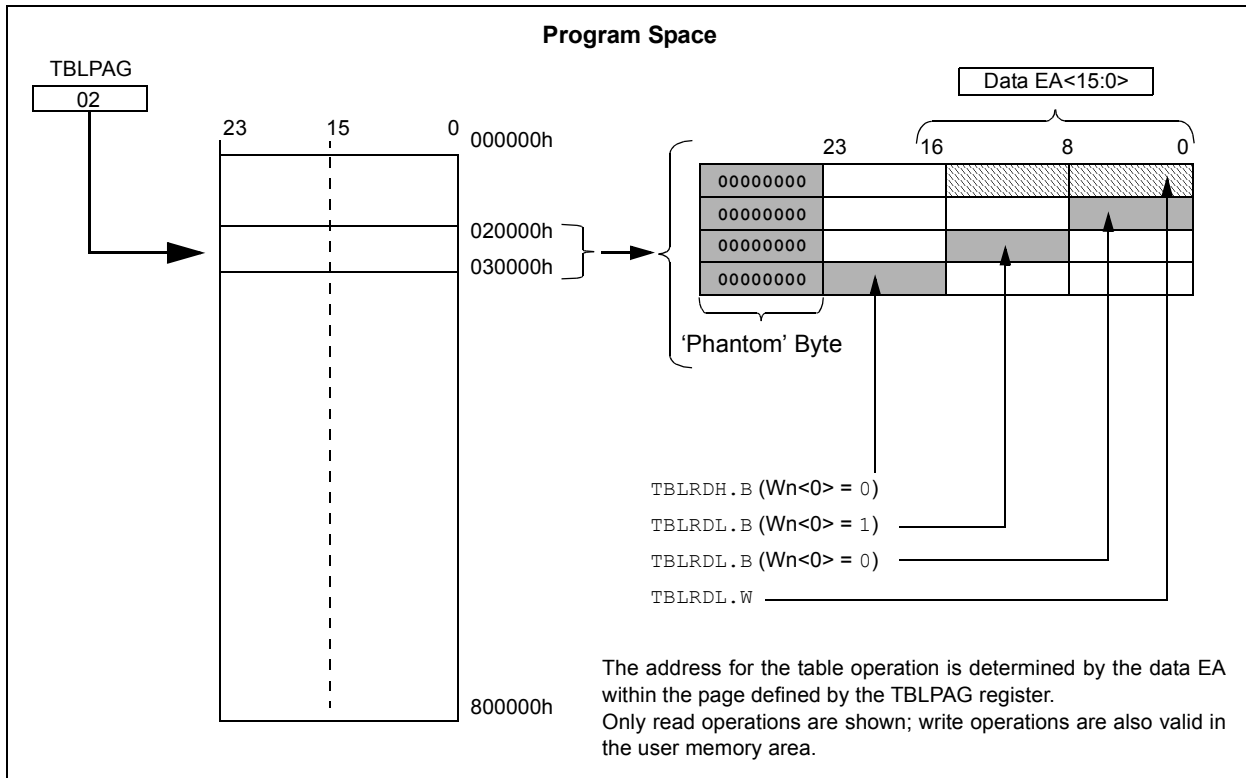 Program Space
TBLPAG
02
Data EA<15:0>
23 15 0
000000h
23 16 8 0
00000000
00000000
00000000
00000000
020000h
030000h
‘Phantom’ Byte
TBLRDH.B (Wn<0> = 0)
TBLRDL.B (Wn<0> = 1)
TBLRDL.B (Wn<0> = 0)
TBLRDL.W
800000h
The address for the table operation is determined by the data EA
within the page defined by the TBLPAG register.
Only read operations are shown; write operations are also valid in
the user memory area.